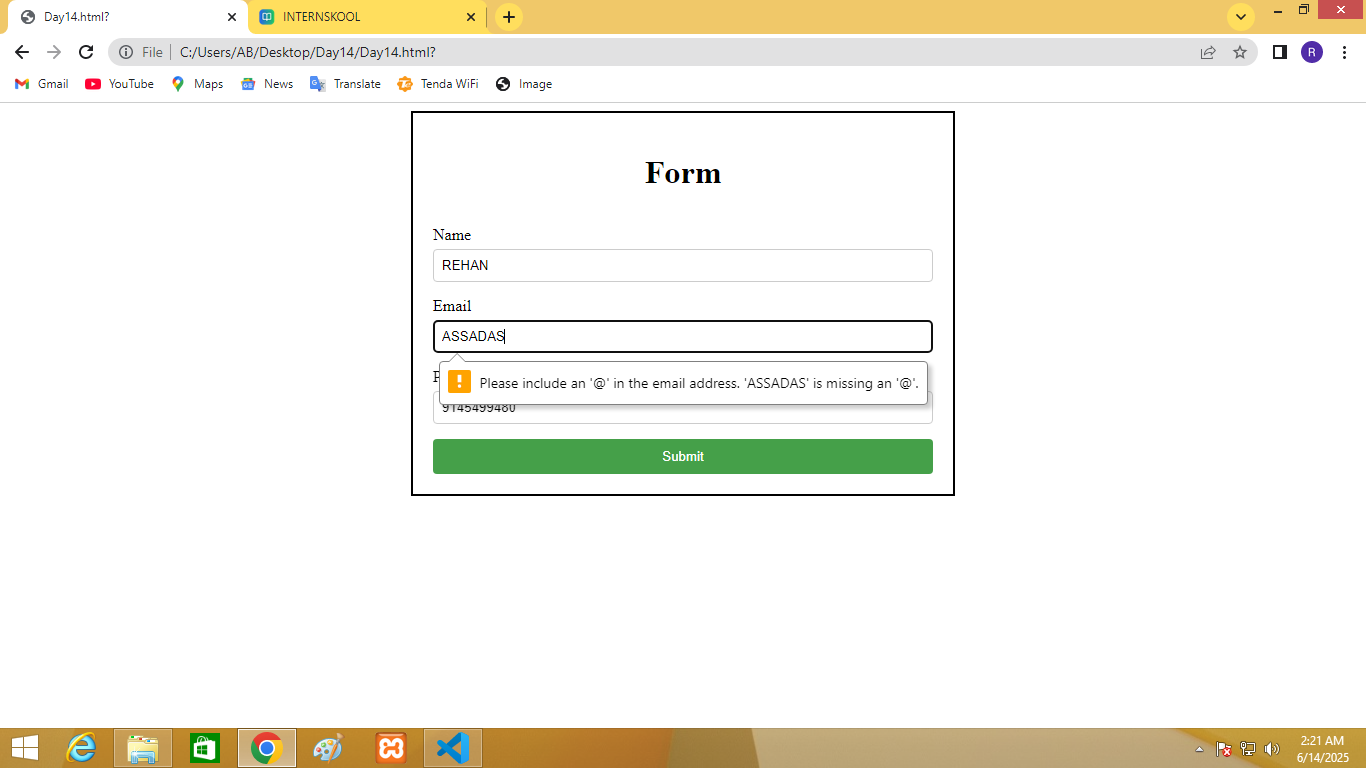 Day14.html?
INTERNSKOOL
File
C:/Users/AB/Desktop/Day14/Day14.html?
R
Gmail
YouTube
Maps
News
Translate
Tenda WiFi
Image
Form
Name
REHAN
Email
ASSADAS
Please include an '@' in the email address. 'ASSADAS' is missing an '@'.
9145499480
Submit
2:21 AM
6/14/2025